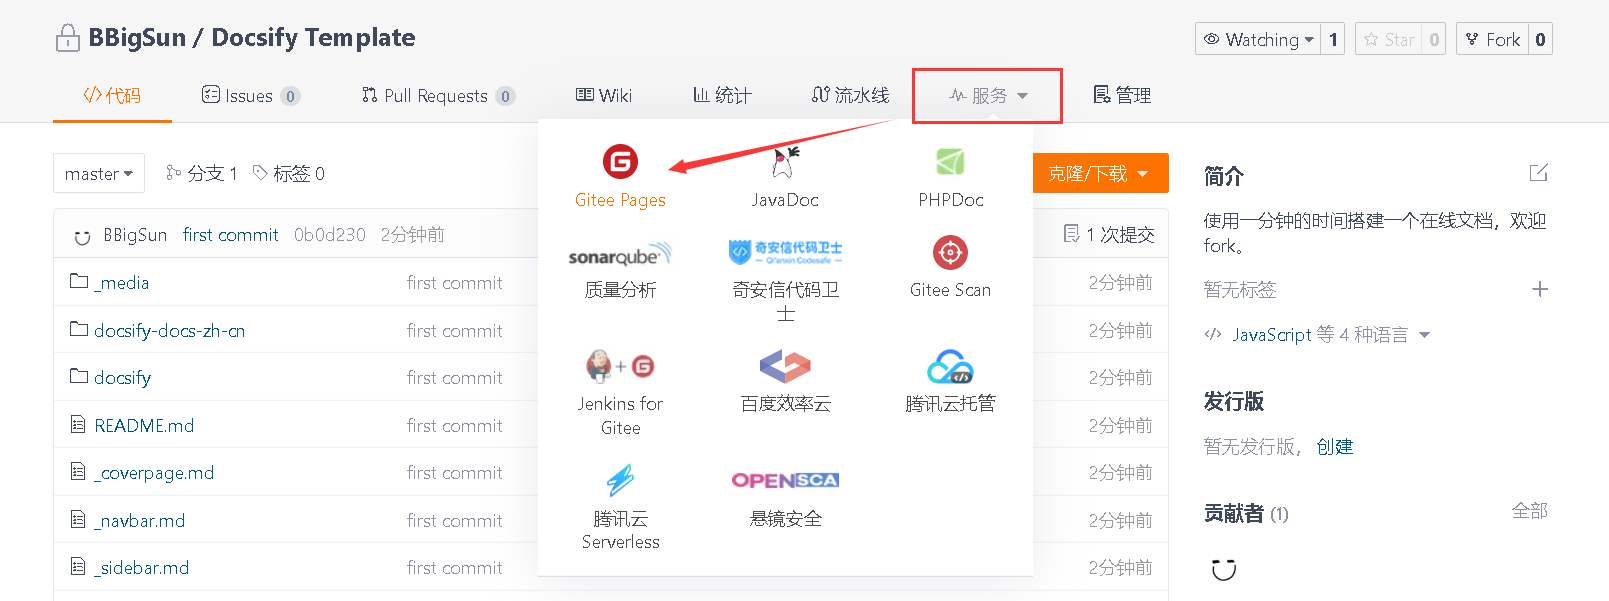 BBigSun / Docsify Template
Watching 1
Star 0
Fork 0
代码
Issues 0
Pull Requests 0
Wiki
统计
流水线
服务
管理
master
分支 1
标签 0
克隆/下载
BBigSun first commit 0b0d230 2分钟前
1 次提交
_media first commit 2分钟前
docsify-docs-zh-cn first commit 2分钟前
docsify first commit 2分钟前
README.md first commit 2分钟前
_coverpage.md first commit 2分钟前
_navbar.md first commit 2分钟前
_sidebar.md first commit 2分钟前
G
Gitee Pages
JavaDoc
PHPDoc
sonarqube
质量分析
奇安信代码卫士
Qi'anxin Codesafe
奇安信代码卫
士
Gitee Scan
+ G
Jenkins for
Gitee
百度效率云
腾讯云托管
腾讯云
Serverless
OPENSCA
悬镜安全
简介
使用一分钟的时间搭建一个在线文档，欢迎
fork。
暂无标签
JavaScript 等 4 种语言
发行版
暂无发行版， 创建
贡献者 (1)
全部